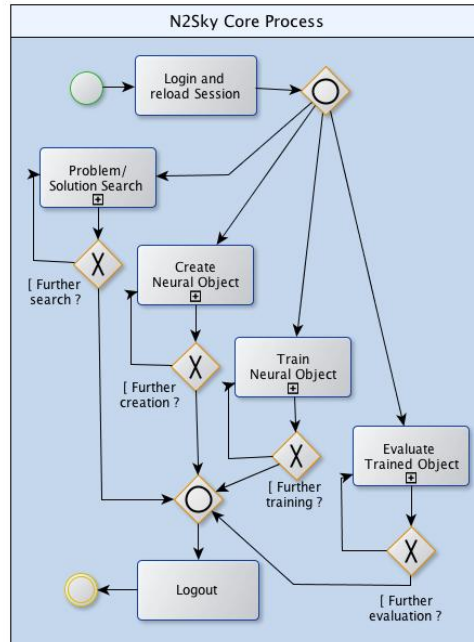 N2Sky Core Process
Login and
reload Session
Problem/
Solution Search
[ Further
search ?
Create
Neural Object
[ Further
creation ?
Train
Neural Object
[ Further
training ?
Evaluate
Trained Object
[ Further
evaluation ?
Logout